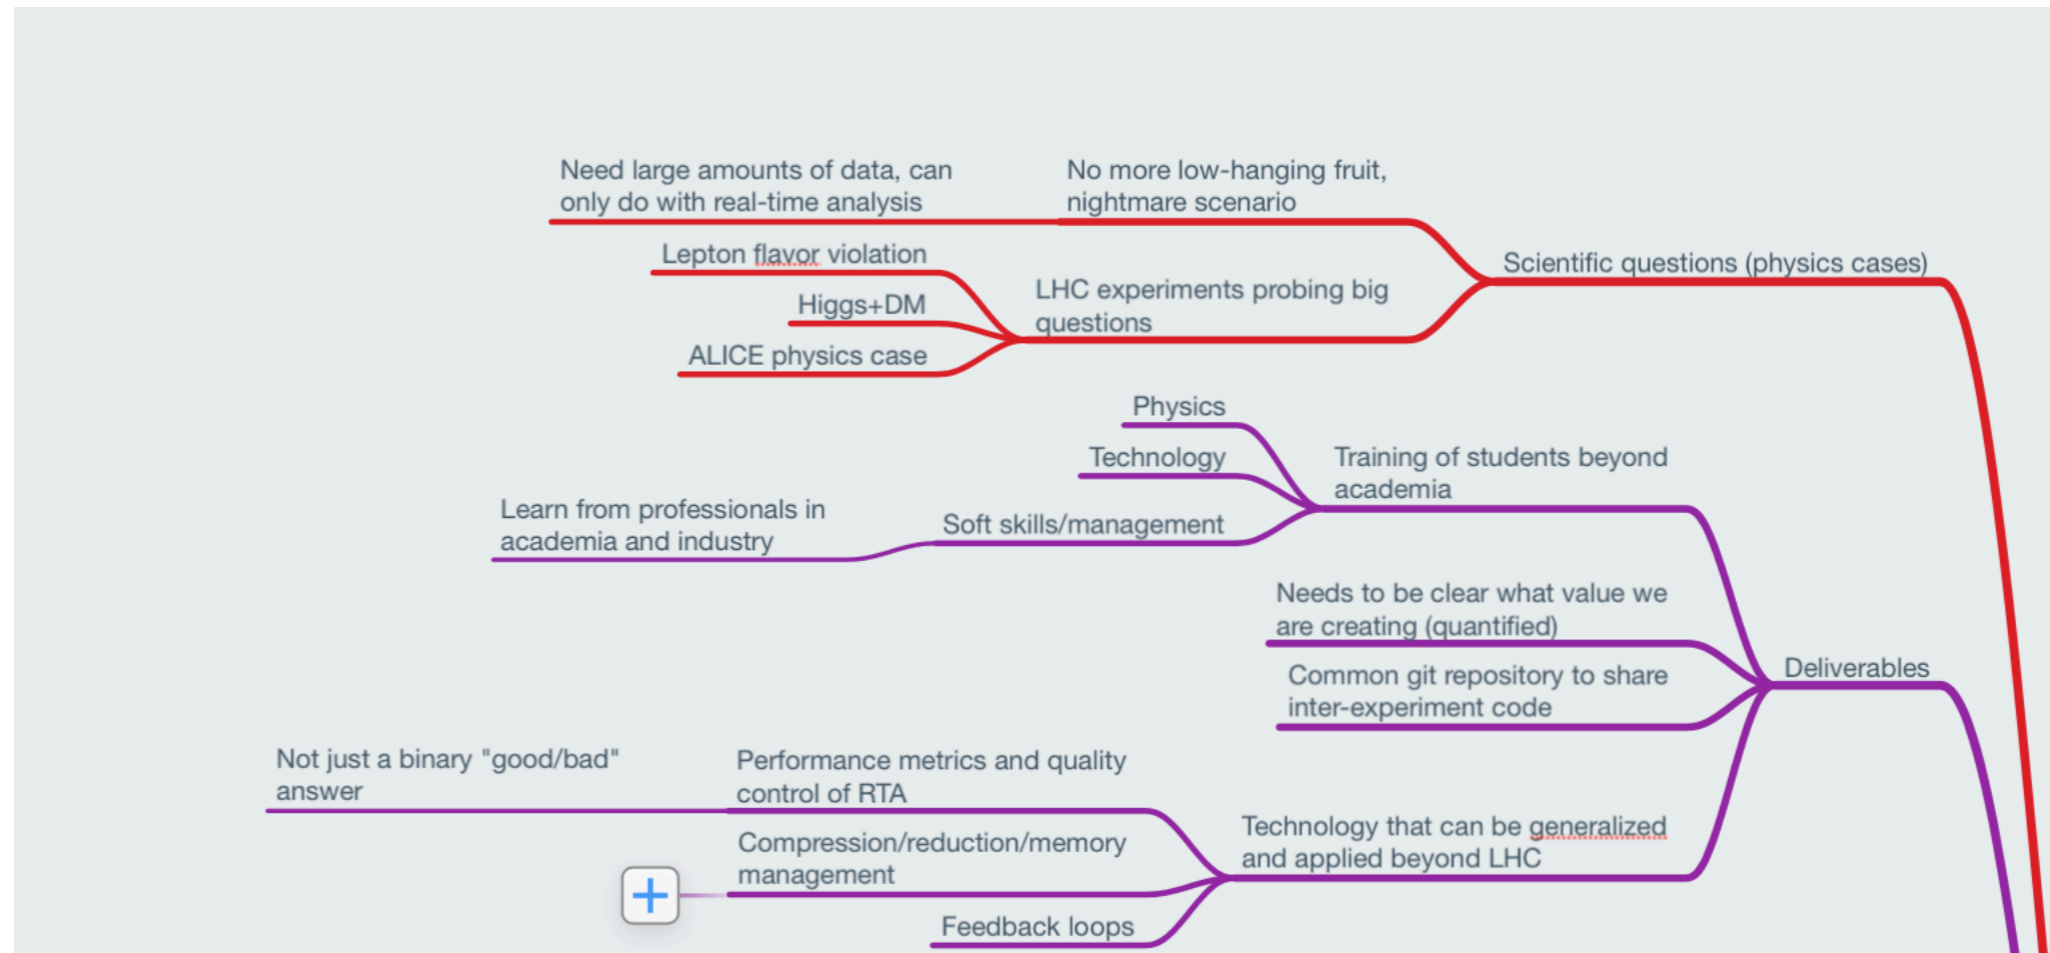 Need large amounts of data, can
only do with real-time analysis
No more low-hanging fruit,
nightmare scenario
Lepton flavor violation
Higgs+DM
ALICE physics case
LHC experiments probing big
questions
Scientific questions (physics cases)
Physics
Technology
Soft skills/management
Learn from professionals in
academia and industry
Training of students beyond
academia
Needs to be clear what value we
are creating (quantified)
Common git repository to share
inter-experiment code
Deliverables
Not just a binary "good/bad"
answer
Performance metrics and quality
control of RTA
Compression/reduction/memory
management
Feedback loops
Technology that can be generalized
and applied beyond LHC